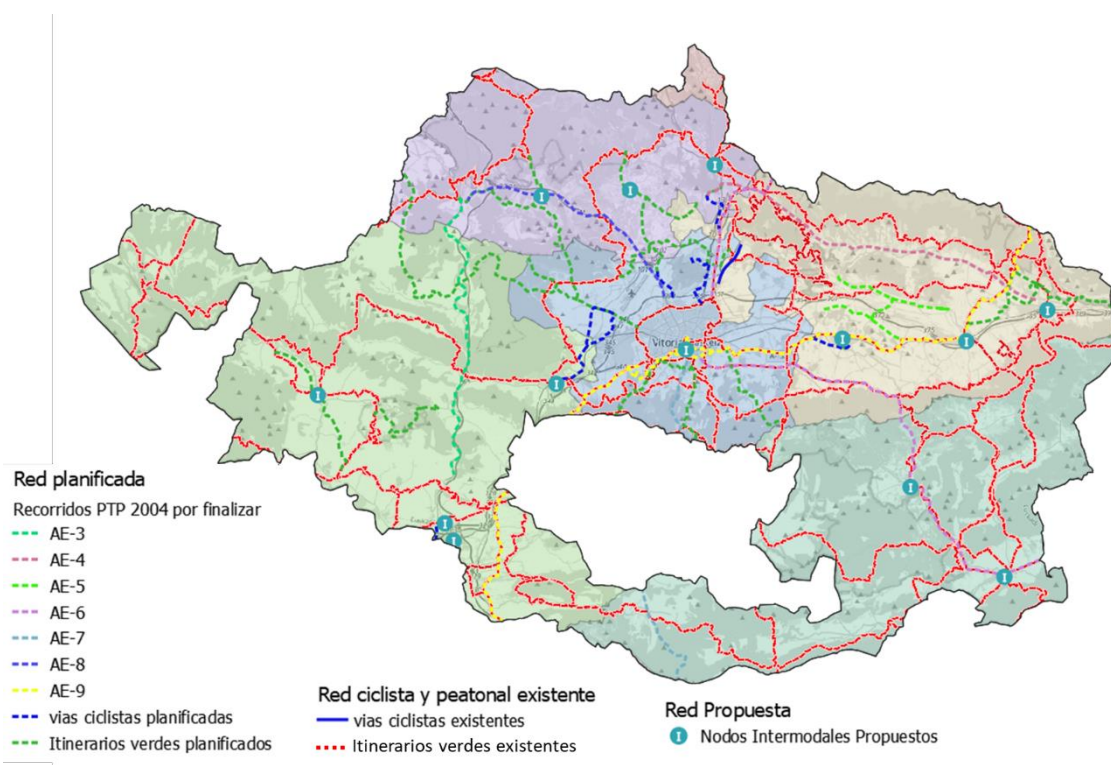 Vitoria
Red planificada
Recorridos PTP 2004 por finalizar
AE-3
AE-4
AE-5
AE-6
AE-7
AE-8
AE-9
vias ciclistas planificadas
Itinerarios verdes planificados
Red ciclista y peatonal existente
vias ciclistas existentes
Itinerarios verdes existentes
Red Propuesta
I Nodos Intermodales Propuestos